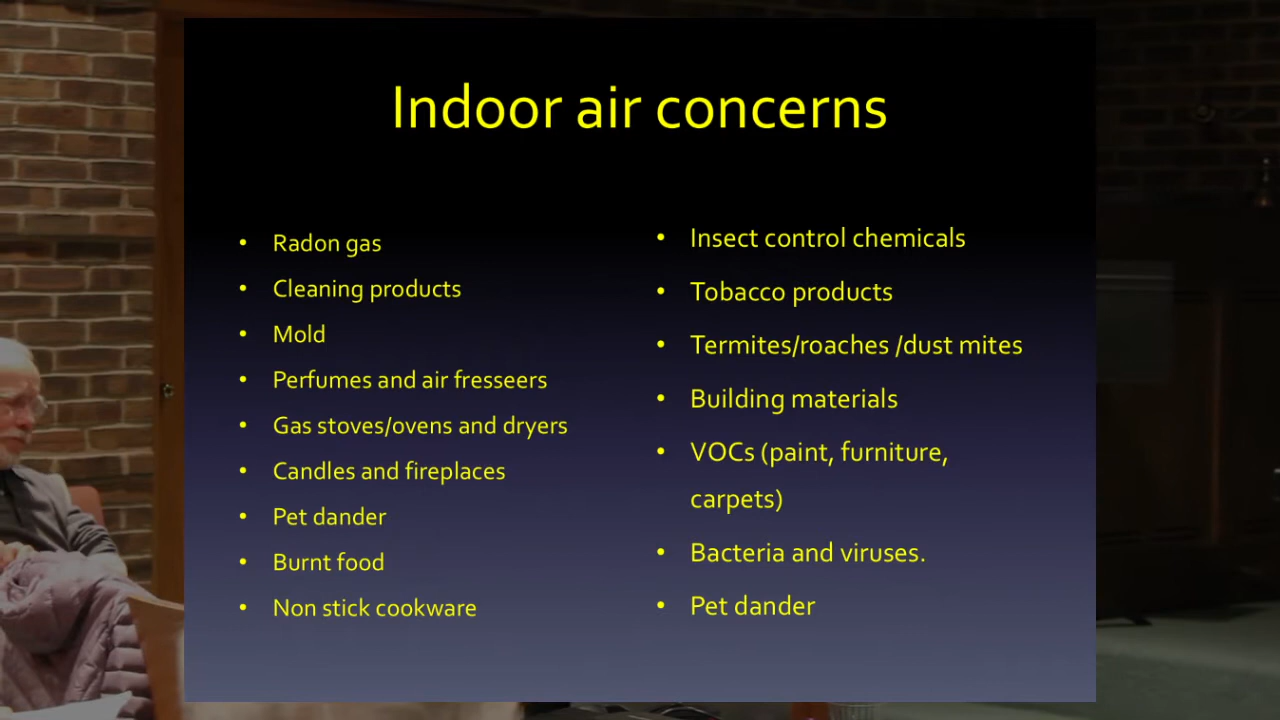 Indoor air concerns
• Radon gas
• Cleaning products
• Mold
• Perfumes and air fresseers
• Gas stoves/ovens and dryers
• Candles and fireplaces
• Pet dander
• Burnt food
• Non stick cookware
• Insect control chemicals
• Tobacco products
• Termites/roaches /dust mites
• Building materials
• VOCs (paint, furniture,
carpets)
• Bacteria and viruses.
• Pet dander